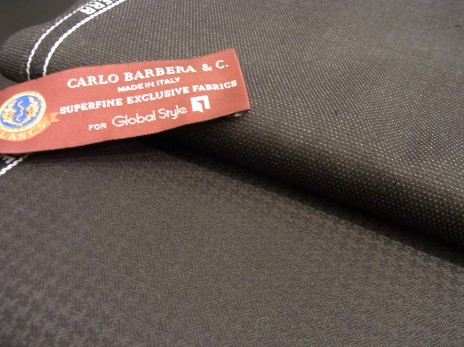 CARLO BARBERA & C.
MADE IN ITALY
SUPERFINE EXCLUSIVE FABRICS
FOR Global Style